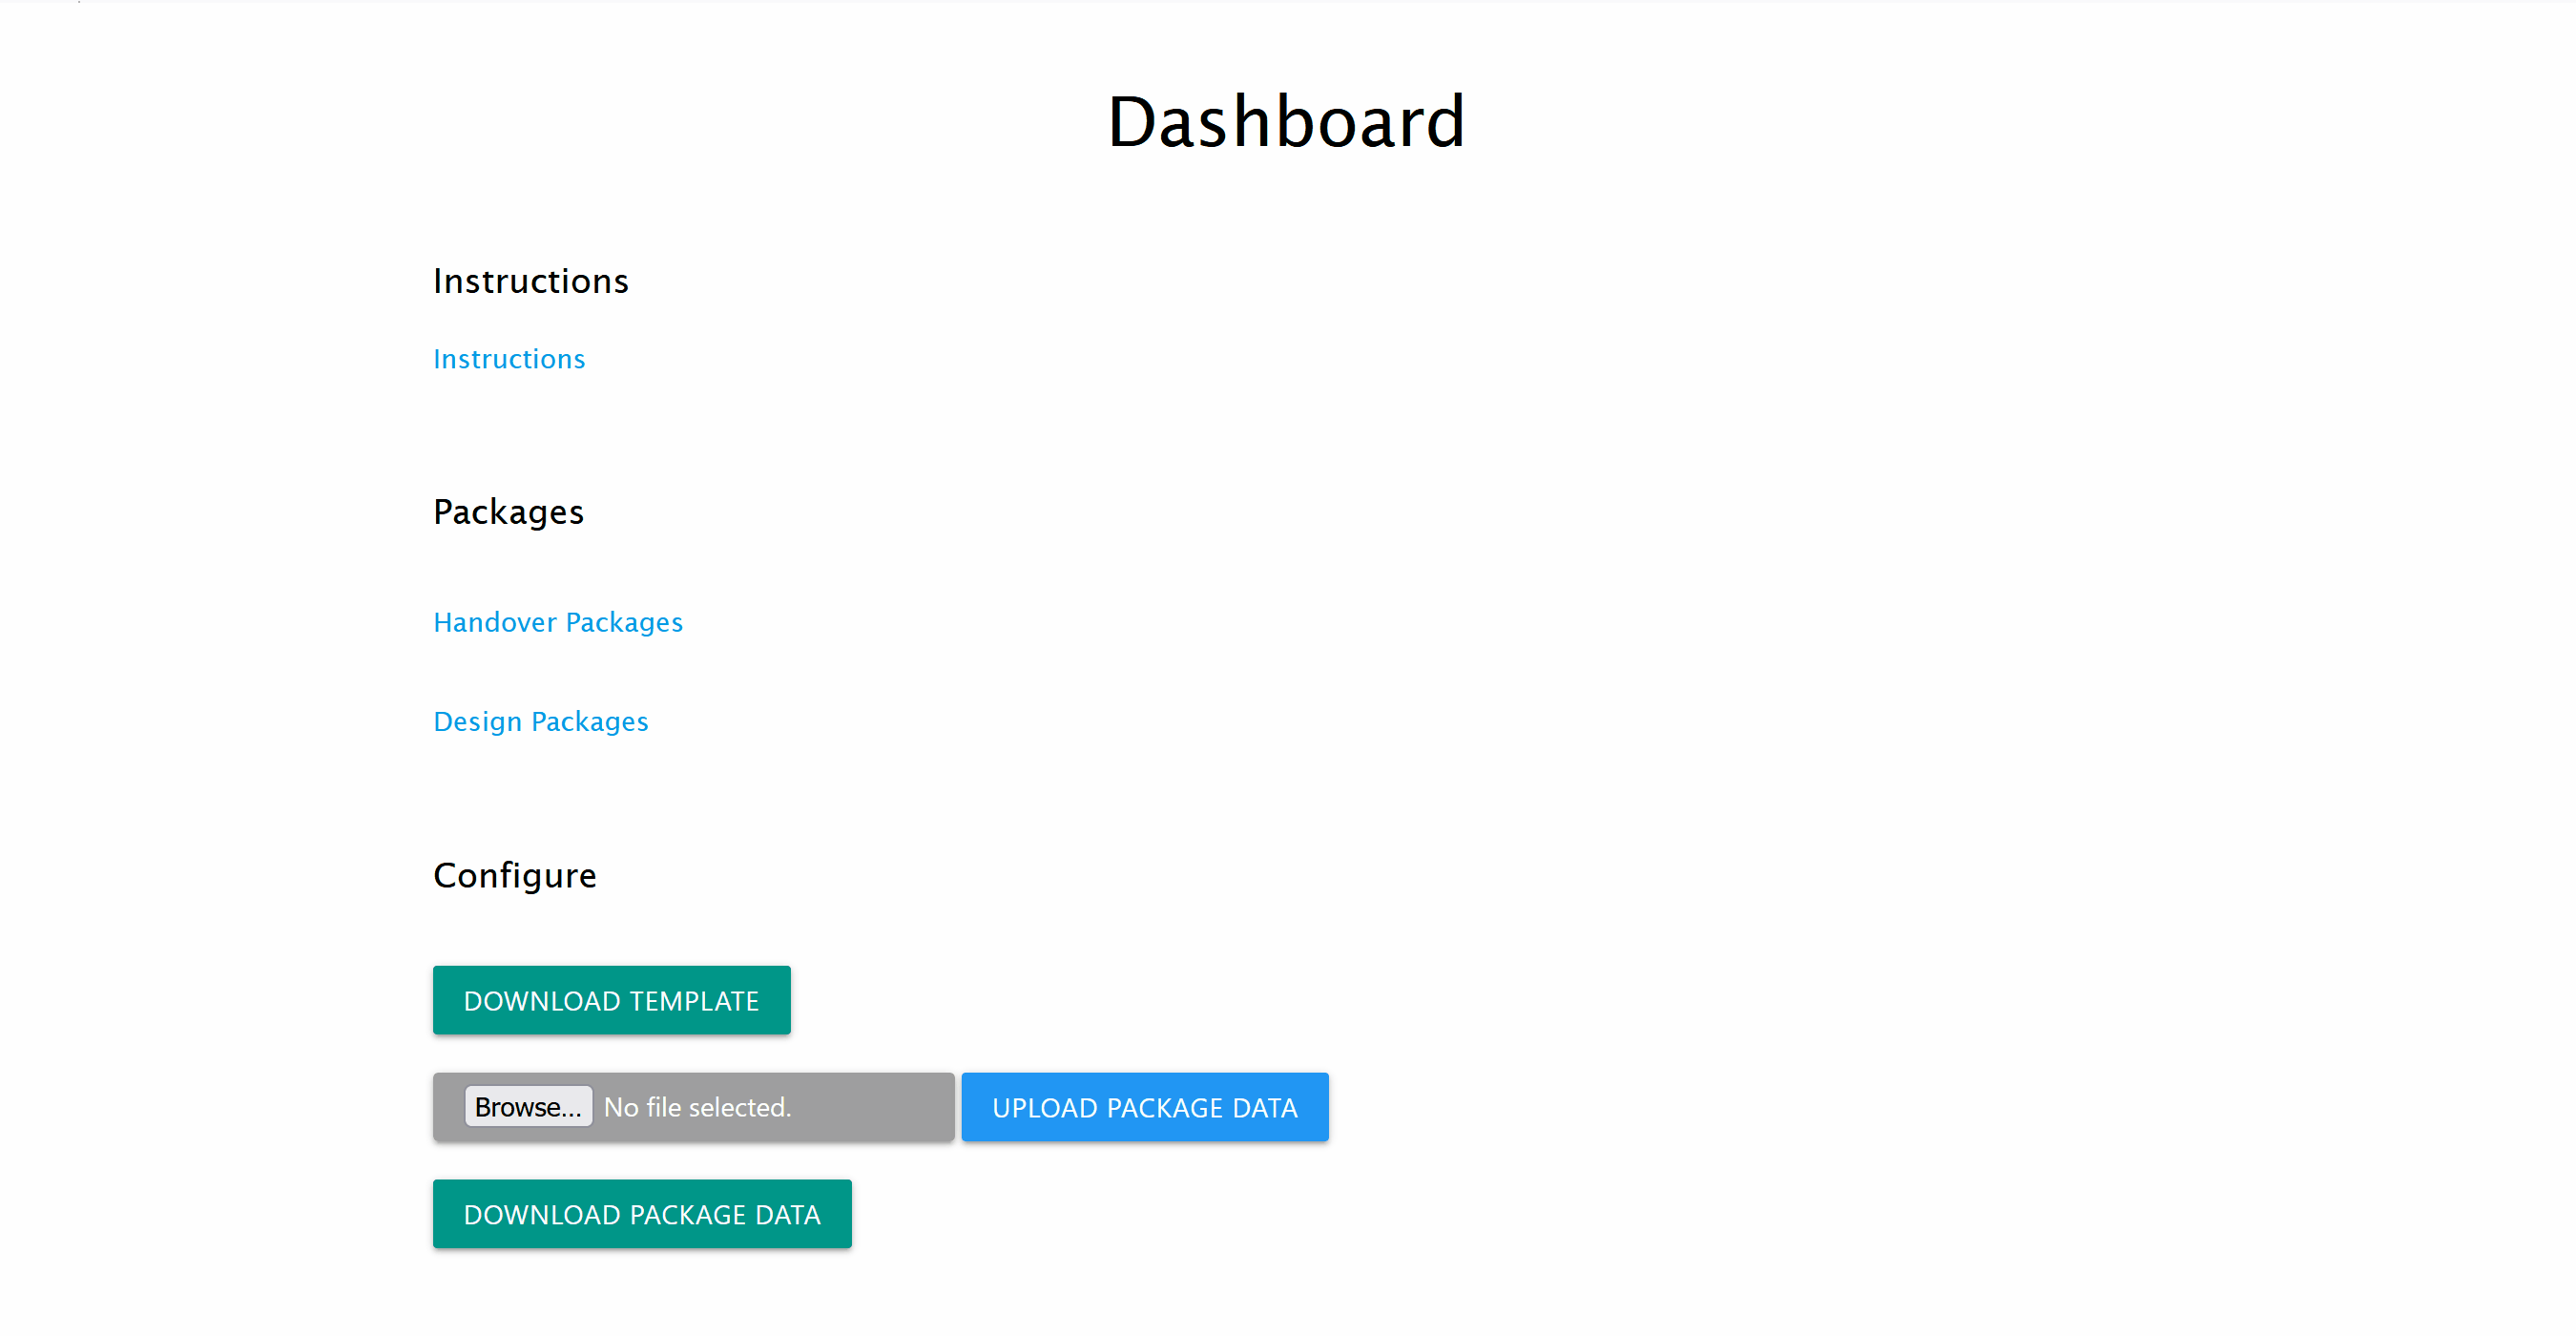 Dashboard
Instructions
Instructions
Packages
Handover Packages
Design Packages
Configure
DOWNLOAD TEMPLATE
Browse... No file selected. UPLOAD PACKAGE DATA
DOWNLOAD PACKAGE DATA